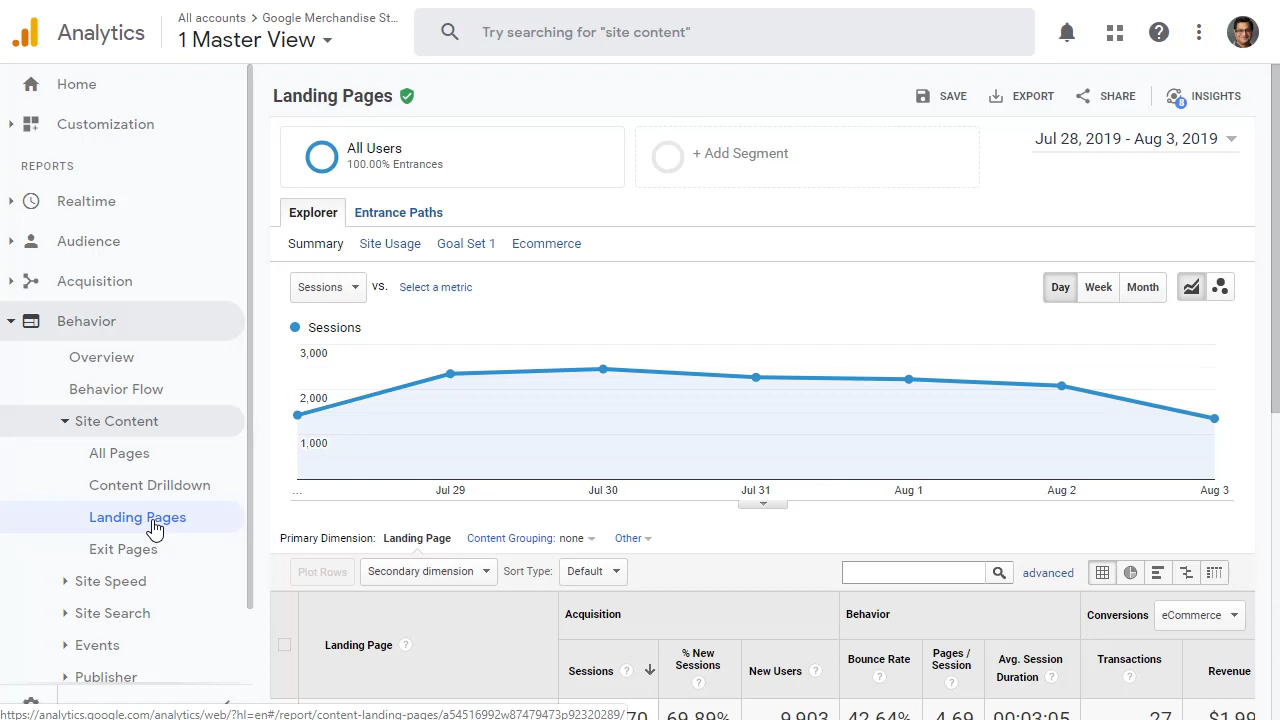 Analytics
All accounts > Google Merchandise St...
1 Master View
Try searching for "site content"
Home
Customization
REPORTS
Realtime
Audience
Acquisition
Behavior
Overview
Behavior Flow
Site Content
All Pages
Content Drilldown
Landing Pages
Exit Pages
Site Speed
Site Search
Events
Publisher
https://analytics.google.com/analytics/web/?hl=en#/report/content-landing-pages/a54516992w87479473p92320289/
Landing Pages
SAVE
EXPORT
SHARE
8
INSIGHTS
All Users
100.00% Entrances
+ Add Segment
Jul 28, 2019 - Aug 3, 2019
Explorer
Entrance Paths
Summary
Site Usage
Goal Set 1
Ecommerce
Sessions
vs.
Select a metric
Day
Week
Month
Sessions
3,000
2,000
1,000
...
Jul 29
Jul 30
Jul 31
Aug 1
Aug 2
Aug 3
Primary Dimension:
Landing Page
Content Grouping: none
Other
Plot Rows
Secondary dimension
Sort Type:
Default
advanced
Landing Page ?
Acquisition
Behavior
Conversions
eCommerce
Sessions ?
% New
Sessions
?
New Users ?
Bounce Rate
?
Pages /
Session
?
Avg. Session
Duration ?
Transactions
?
Revenue
69.89%
9,903
42.64%
4.69
00:03:05
27